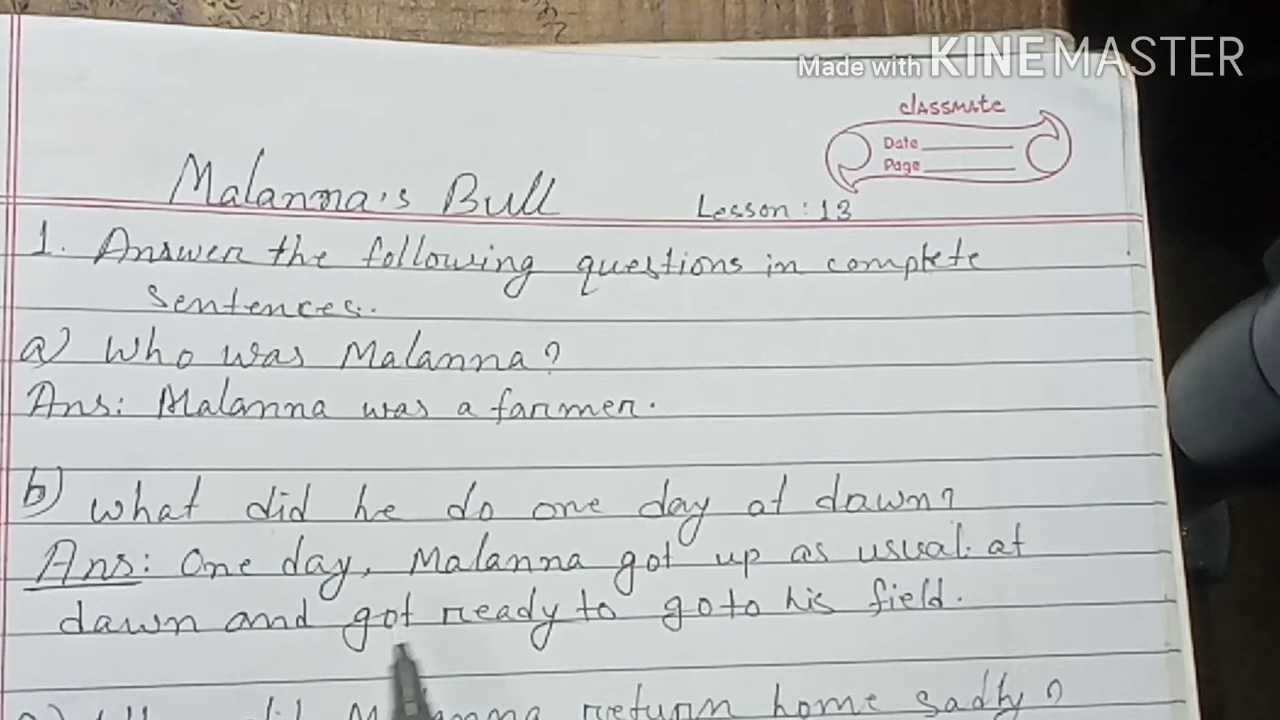 Made with KINEMASTER
classmate
Date
Page
Malanna's Bull Lesson : 13
1. Answer the following questions in complete
sentences.
a) Who was Malanna?
Ans: Malanna was a farmer.
b) What did he do one day at dawn?
Ans: One day, Malanna got up as usual at
dawn and got ready to go to his field.
return home sadly?